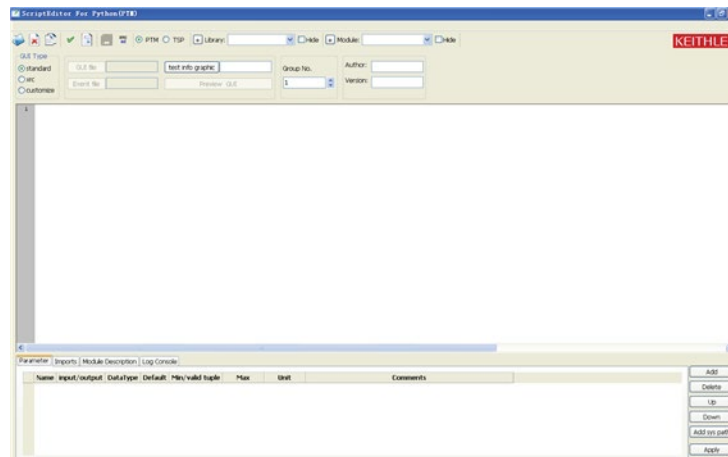 ScriptEditor For Python(PTM)
PTM TSP Library: Hide Module: Hide
KEITHLE
GUI Type
standard
src
customize
GUI file
test info graphic
Event file
Preview GUI
Group No.
1
Author:
Version:
1
Parameter Imports Module Description Log Console
Name input/output DataType Default Min/valid tuple Max Unit Comments
Add
Delete
Up
Down
Add sys path
Apply